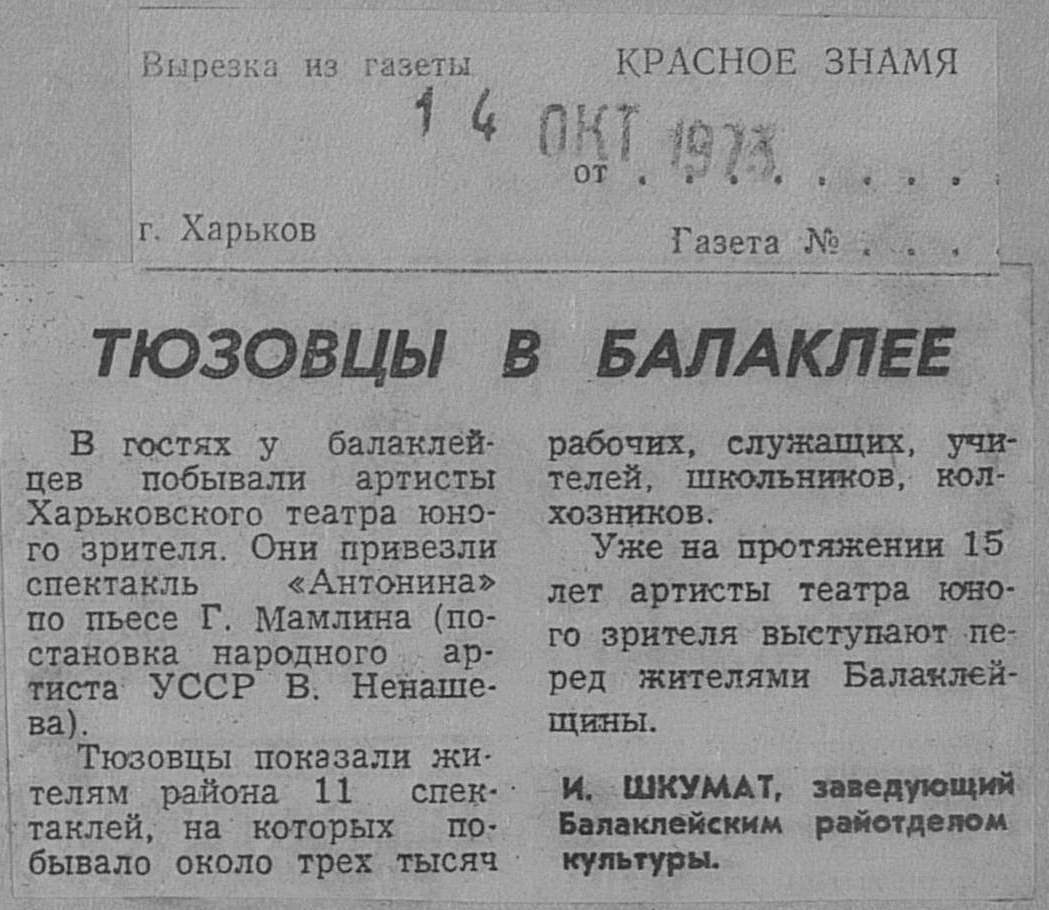 Вырезка из газеты КРАСНОЕ ЗНАМЯ
14 ОКТ 1973
от . . . . . . . . .
г. Харьков Газета № . . . .
ТЮЗОВЦЫ В БАЛАКЛЕЕ
В гостях у балаклей-
цев побывали артисты
Харьковского театра юно-
го зрителя. Они привезли
спектакль «Антонина»
по пьесе Г. Мамлина (по-
становка народного ар-
тиста УССР В. Ненаше-
ва).
Тюзовцы показали жи-
телям района 11 спек-
таклей, на которых по-
бывало около трех тысяч
рабочих, служащих, учи-
телей, школьников, кол-
хозников.
Уже на протяжении 15
лет артисты театра юно-
го зрителя выступают пе-
ред жителями Балаклей-
щины.
И. ШКУМАТ, заведующий
Балаклейским райотделом
культуры.